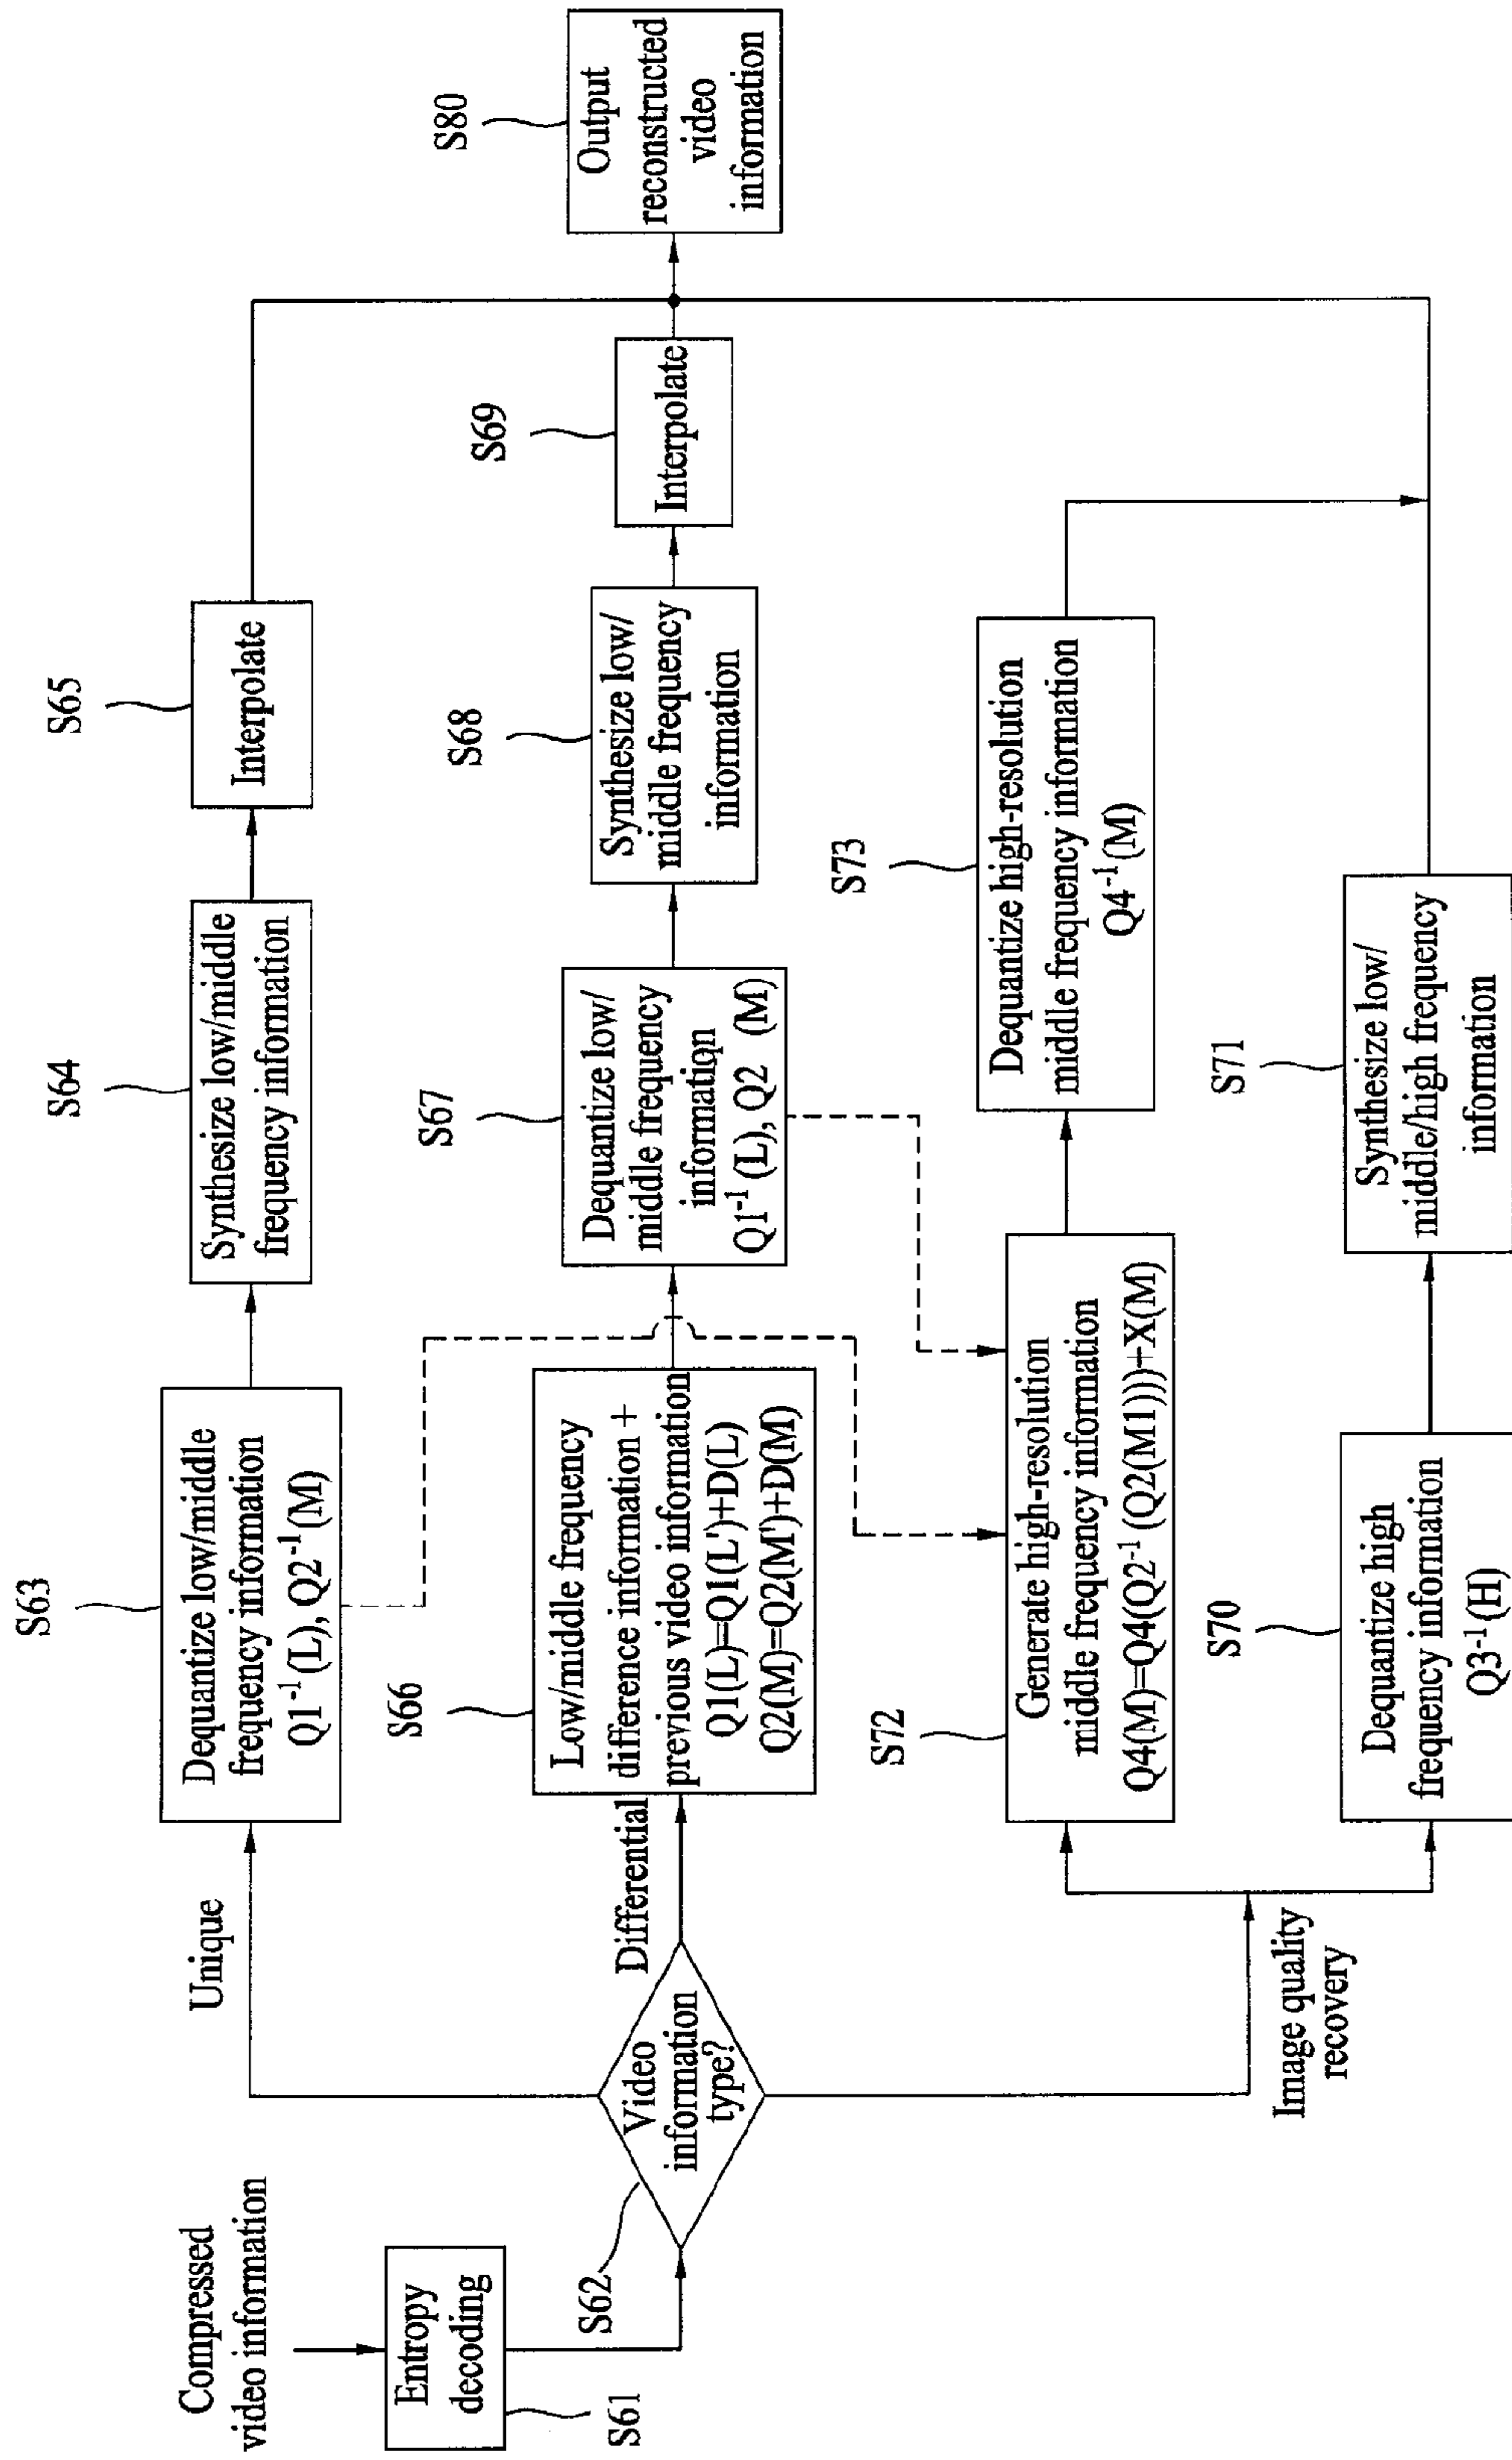 Compressed
video information
Entropy
decoding
S61
S62
Video
information
type?
Unique
Differential
Image quality
recovery
S63
Dequantize low/middle
frequency information
Q1⁻¹ (L), Q2⁻¹ (M)
S64
Synthesize low/middle
frequency information
S65
Interpolate
S66
Low/middle frequency
difference information +
previous video information
Q1(L)=Q1(L')+D(L)
Q2(M)=Q2(M')+D(M)
S67
Dequantize low/
middle frequency
information
Q1⁻¹ (L), Q2 (M)
S68
Synthesize low/
middle frequency
information
S69
Interpolate
S72
Generate high-resolution
middle frequency information
Q4(M)=Q4(Q2⁻¹ (Q2(M1)))+X(M)
S73
Dequantize high-resolution
middle frequency information
Q4⁻¹(M)
S70
Dequantize high
frequency information
Q3⁻¹(H)
S71
Synthesize low/
middle/high frequency
information
S80
Output
reconstructed
video
information